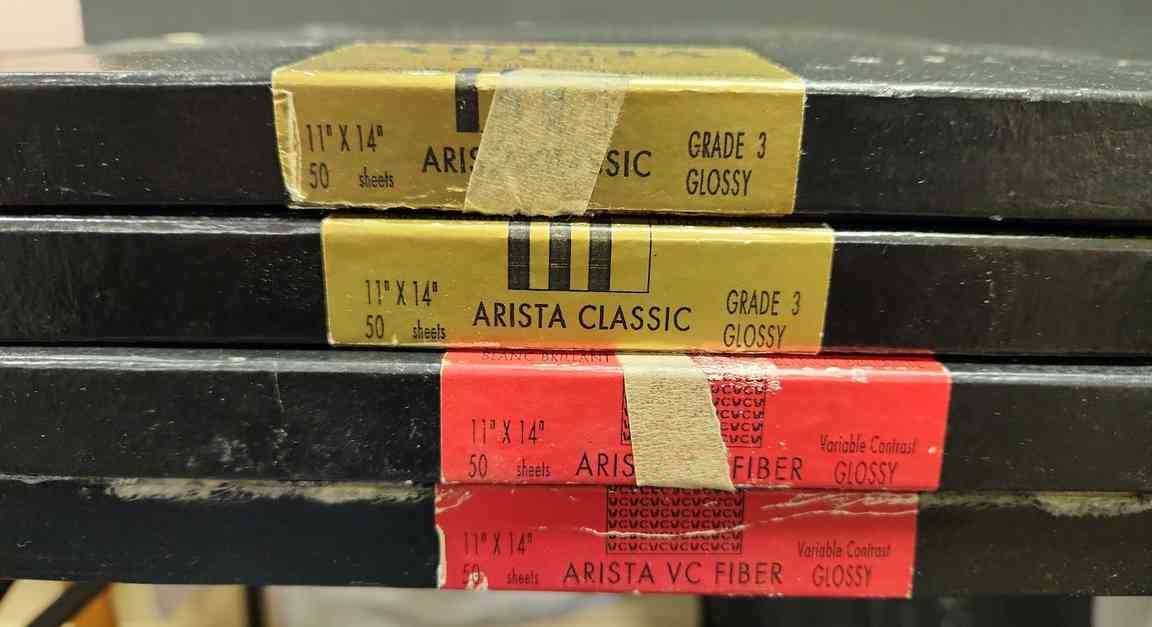 11" X 14"
50 sheets
ARIS SIC
GRADE 3
GLOSSY
11" X 14"
50 sheets
ARISTA CLASSIC
GRADE 3
GLOSSY
BLANC BRILLANT
11" X 14"
50 sheets
ARIS FIBER
Variable Contrast
GLOSSY
VCVCVCVCV
11" X 14"
50 sheets
ARISTA VC FIBER
Variable Contrast
GLOSSY